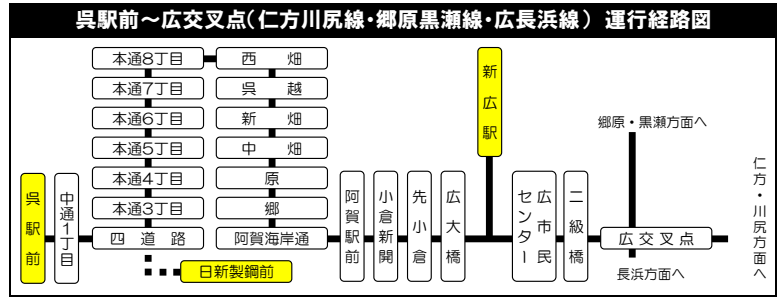 呉駅前～広交叉点(仁方川尻線・郷原黒瀬線・広長浜線) 運行経路図
本通8丁目
西畑
本通7丁目
呉越
本通6丁目
新畑
本通5丁目
中畑
本通4丁目
原
本通3丁目
郷
呉駅前
中通1丁目
四道路
阿賀海岸通
日新製鋼前
阿賀駅前
小倉新開
先小倉
広大橋
新広駅
広市民
センター
二級橋
郷原・黒瀬方面へ
広交叉点
長浜方面へ
仁方・川尻方面へ